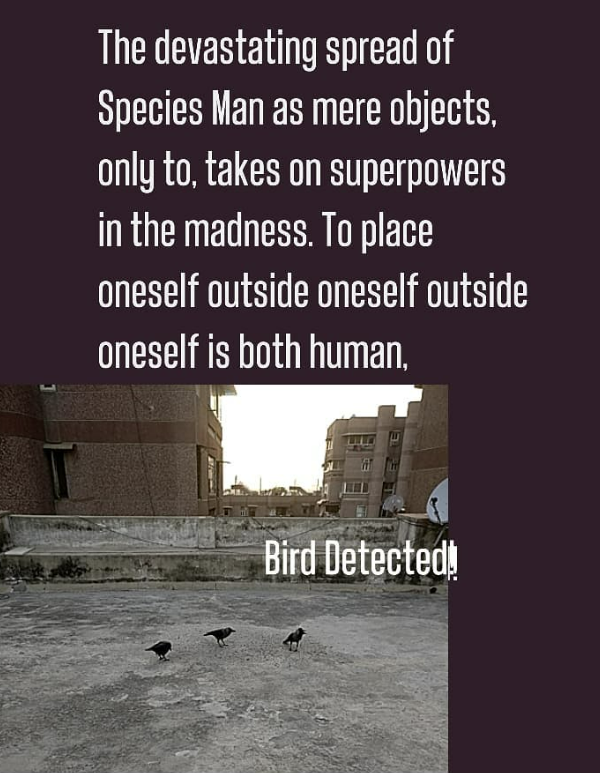 The devastating spread of
Species Man as mere objects,
only to, takes on superpowers
in the madness. To place
oneself outside oneself outside
oneself is both human,
Bird Detected!